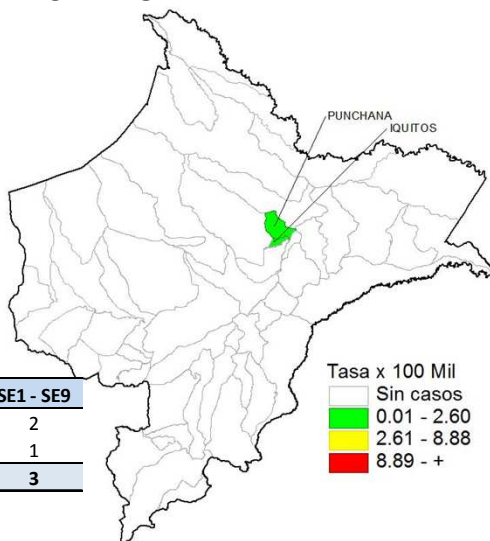 PUNCHANA
IQUITOS
SE1 - SE9
2
1
3
Tasa x 100 Mil
Sin casos
0.01 - 2.60
2.61 - 8.88
8.89 - +